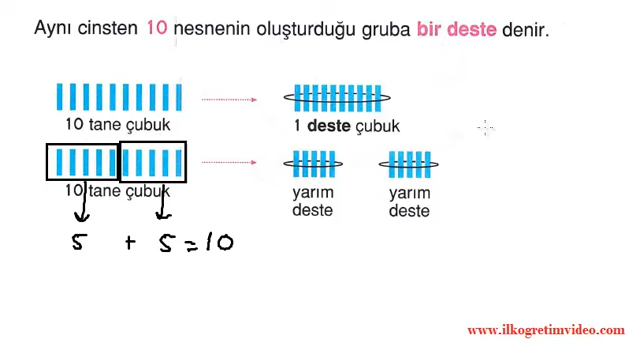 Aynı cinsten 10 nesnenin oluşturduğu gruba bir deste denir.
10 tane çubuk
1 deste çubuk
10 tane çubuk
yarım
deste
yarım
deste
5 + 5 = 10
www.ilkogretimvideo.com